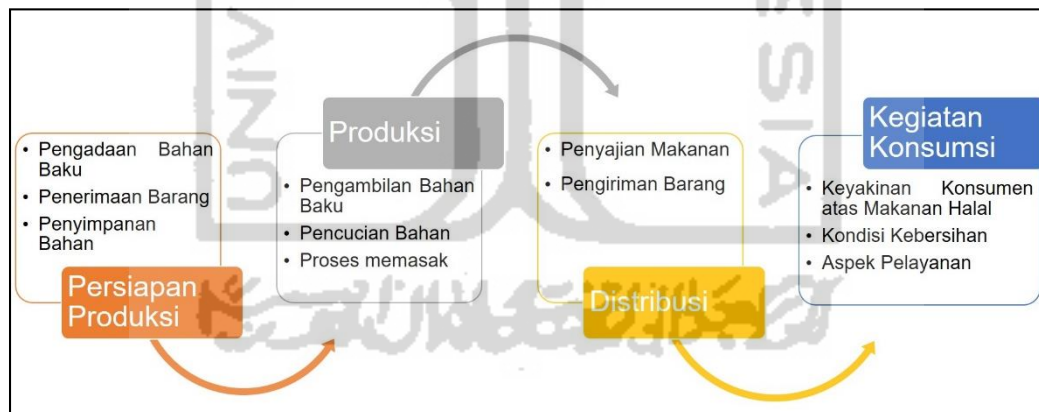 • Pengadaan Bahan
Baku
• Penerimaan Barang
• Penyimpanan
Bahan
Persiapan
Produksi
Produksi
• Pengambilan Bahan
Baku
• Pencucian Bahan
• Proses memasak
• Penyajian Makanan
• Pengiriman Barang
Distribusi
Kegiatan
Konsumsi
• Keyakinan Konsumen
atas Makanan Halal
• Kondisi Kebersihan
• Aspek Pelayanan